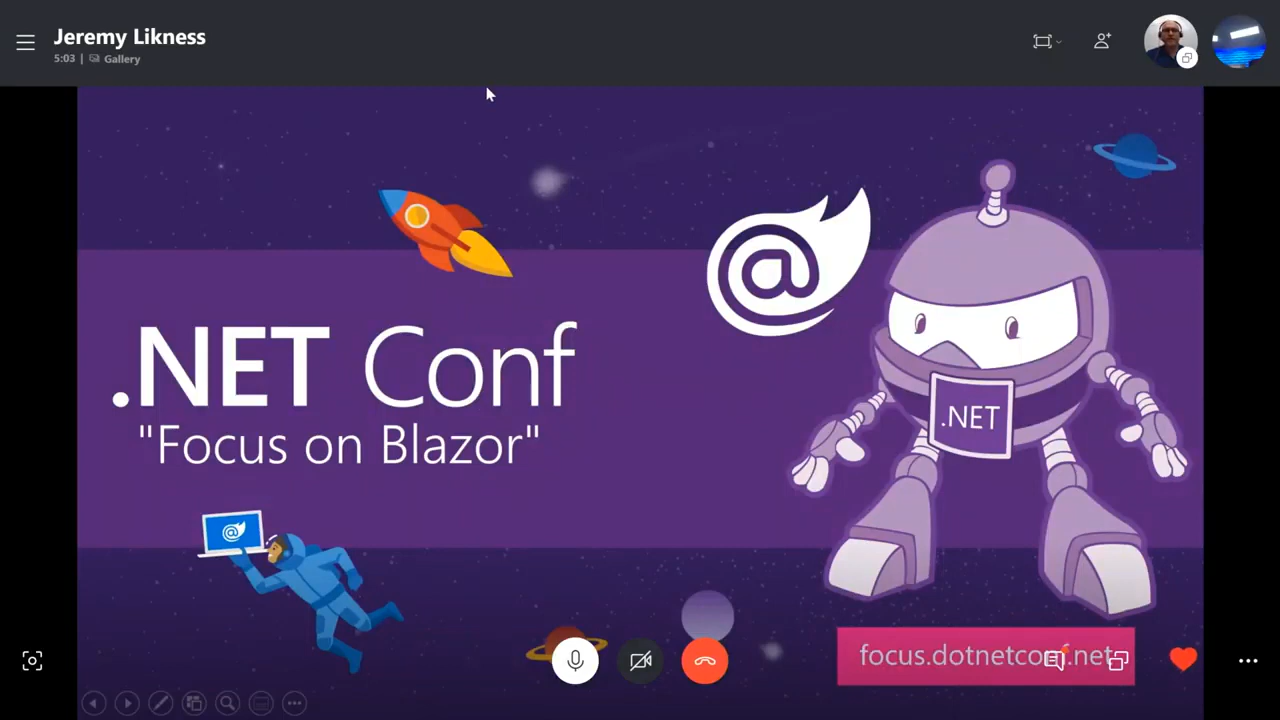 Jeremy Likness
5:03 | Gallery
.NET Conf
"Focus on Blazor"
@
.NET
@
focus.dotnetconf.net